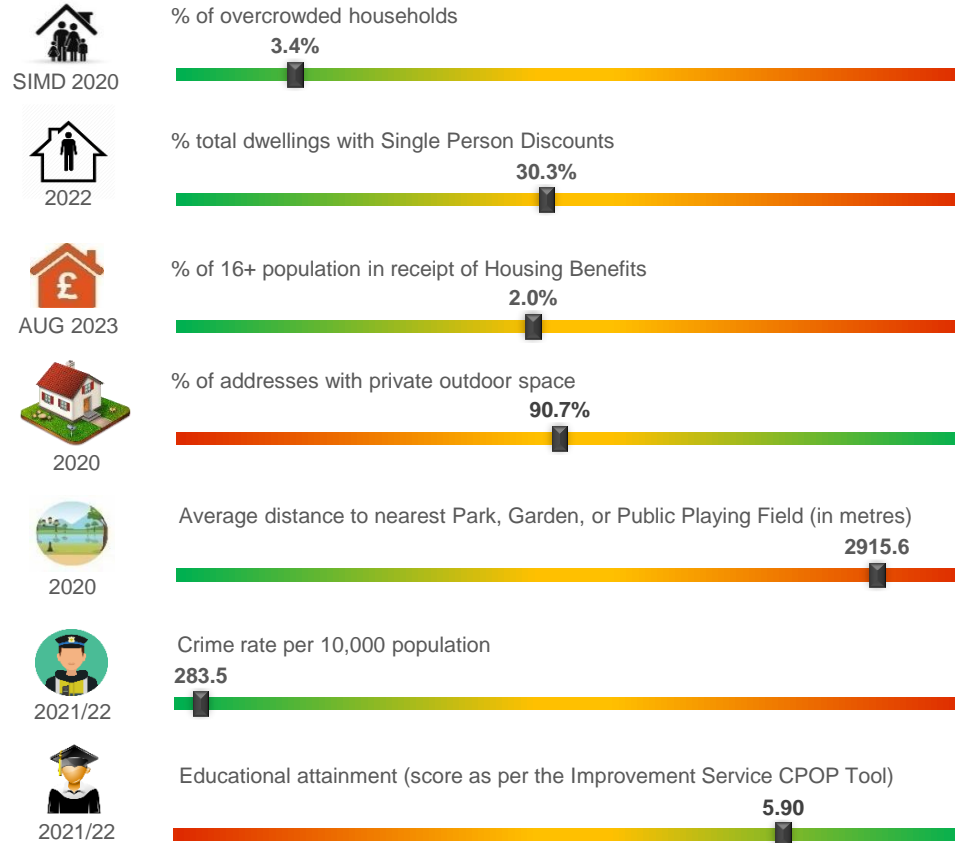 % of overcrowded households
3.4%
SIMD 2020
% total dwellings with Single Person Discounts
30.3%
2022
% of 16+ population in receipt of Housing Benefits
2.0%
£
AUG 2023
% of addresses with private outdoor space
90.7%
2020
Average distance to nearest Park, Garden, or Public Playing Field (in metres)
2915.6
2020
Crime rate per 10,000 population
283.5
2021/22
Educational attainment (score as per the Improvement Service CPOP Tool)
5.90
2021/22